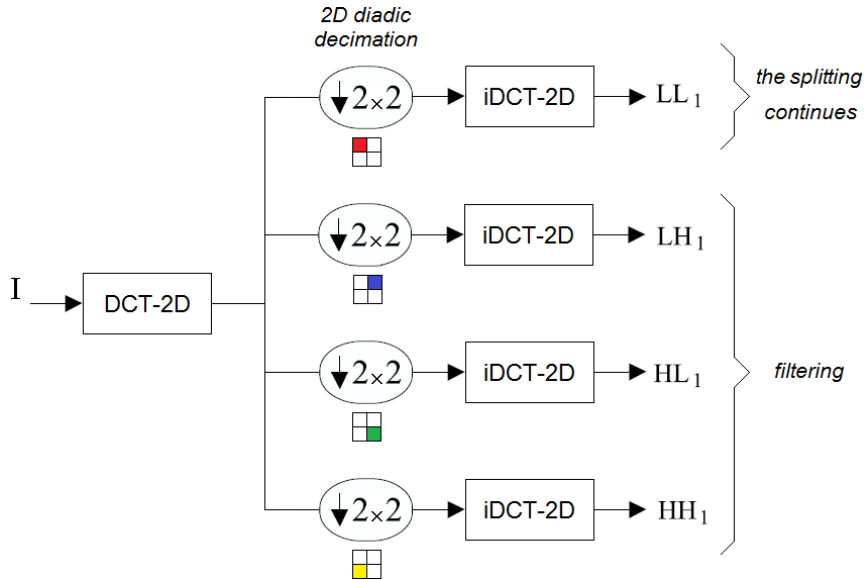 2D diadic
decimation
↓ 2×2
iDCT-2D
LL₁
the splitting
continues
↓ 2×2
iDCT-2D
LH₁
I
DCT-2D
↓ 2×2
iDCT-2D
HL₁
filtering
↓ 2×2
iDCT-2D
HH₁